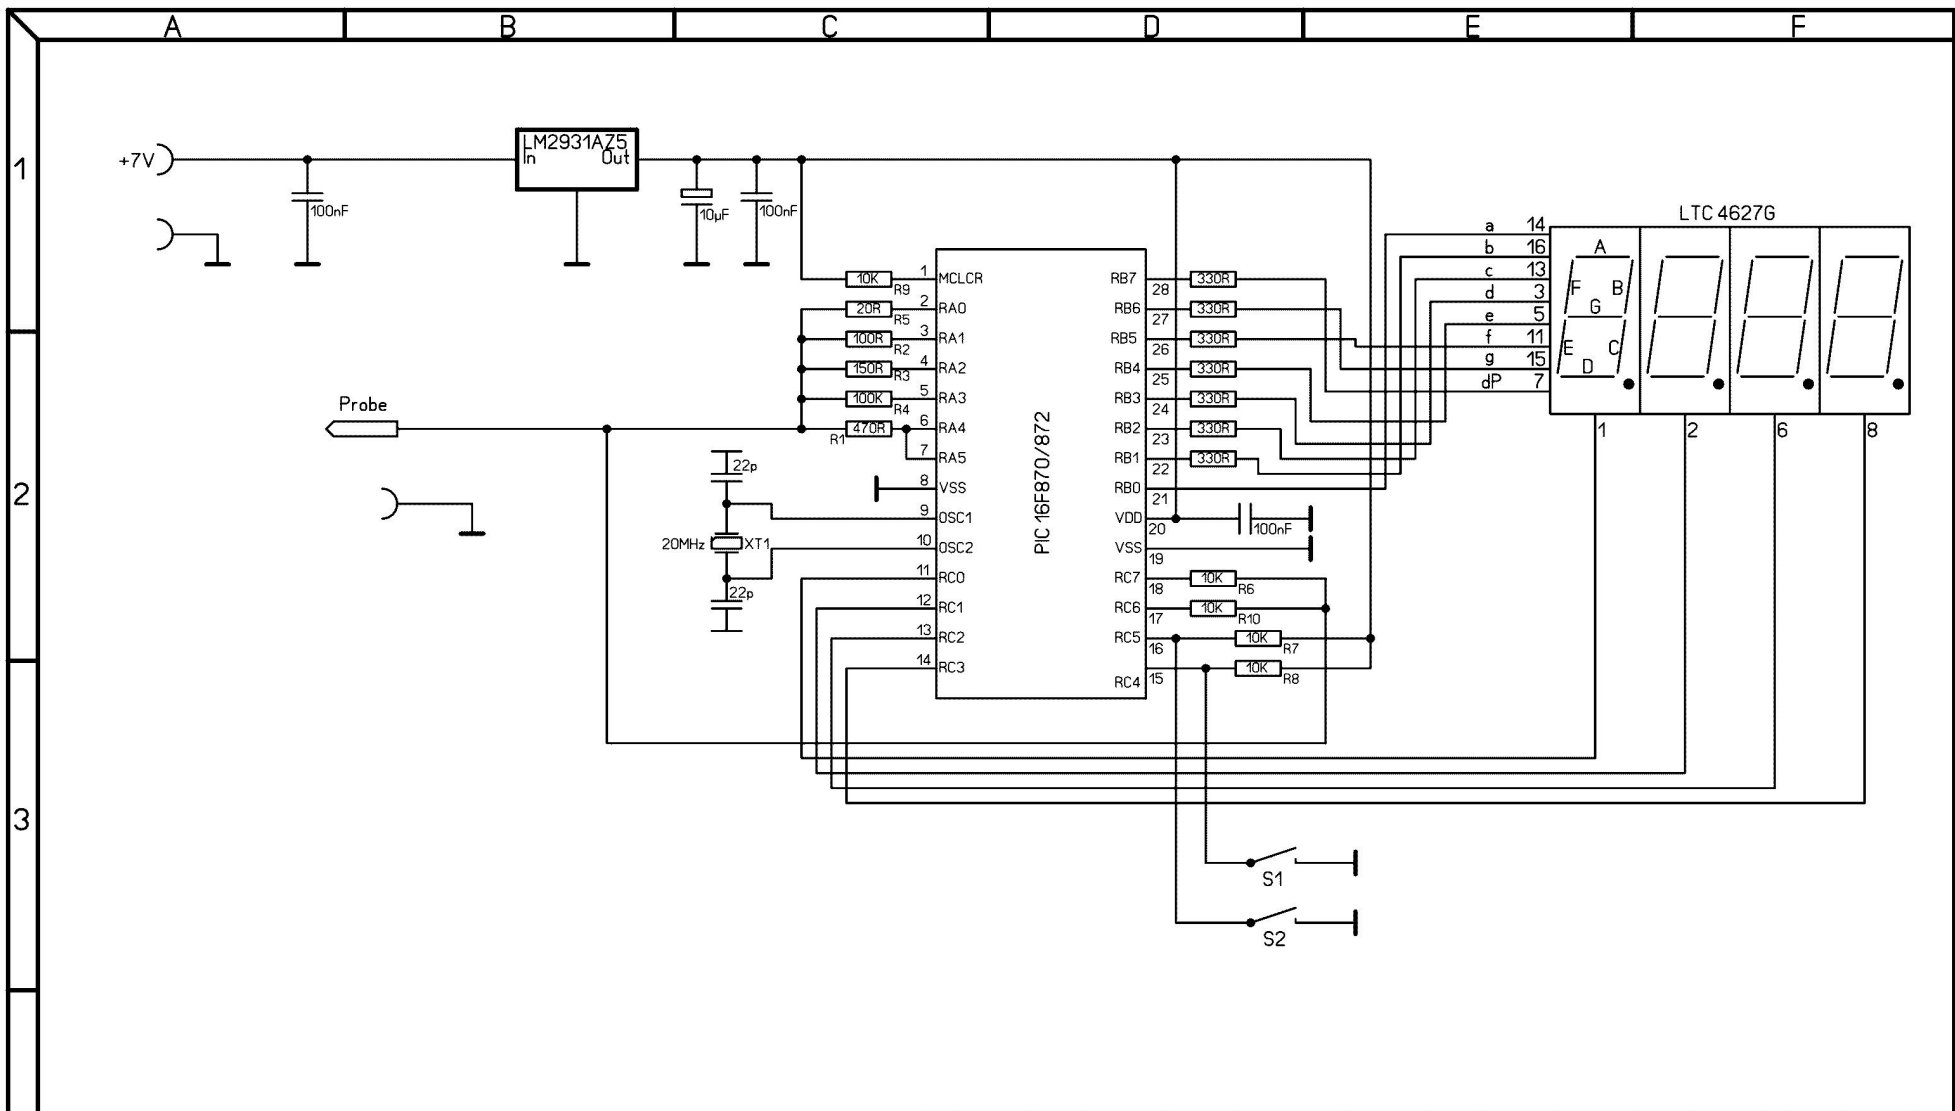 A B C D E F
1
2
3
+7V
LM2931AZ5
In Out
100nF
10µF
100nF
Probe
PIC 16F870/872
10K R9 1 MCLCR
20R R5 2 RA0
100R R2 3 RA1
150R R3 4 RA2
100K R4 5 RA3
R1 470R 6 RA4
7 RA5
8 VSS
9 OSC1
10 OSC2
11 RC0
12 RC1
13 RC2
14 RC3
22p
20MHz XT1
22p
RB7 28 330R
RB6 27 330R
RB5 26 330R
RB4 25 330R
RB3 24 330R
RB2 23 330R
RB1 22 330R
RB0 21
VDD 20 100nF
VSS 19
RC7 18 10K R6
RC6 17 10K R10
RC5 16 10K R7
RC4 15 10K R8
LTC 4627G
a 14
b 16
c 13
d 3
e 5
f 11
g 15
dP 7
A
F B
G
E C
D
1 2 6 8
S1
S2